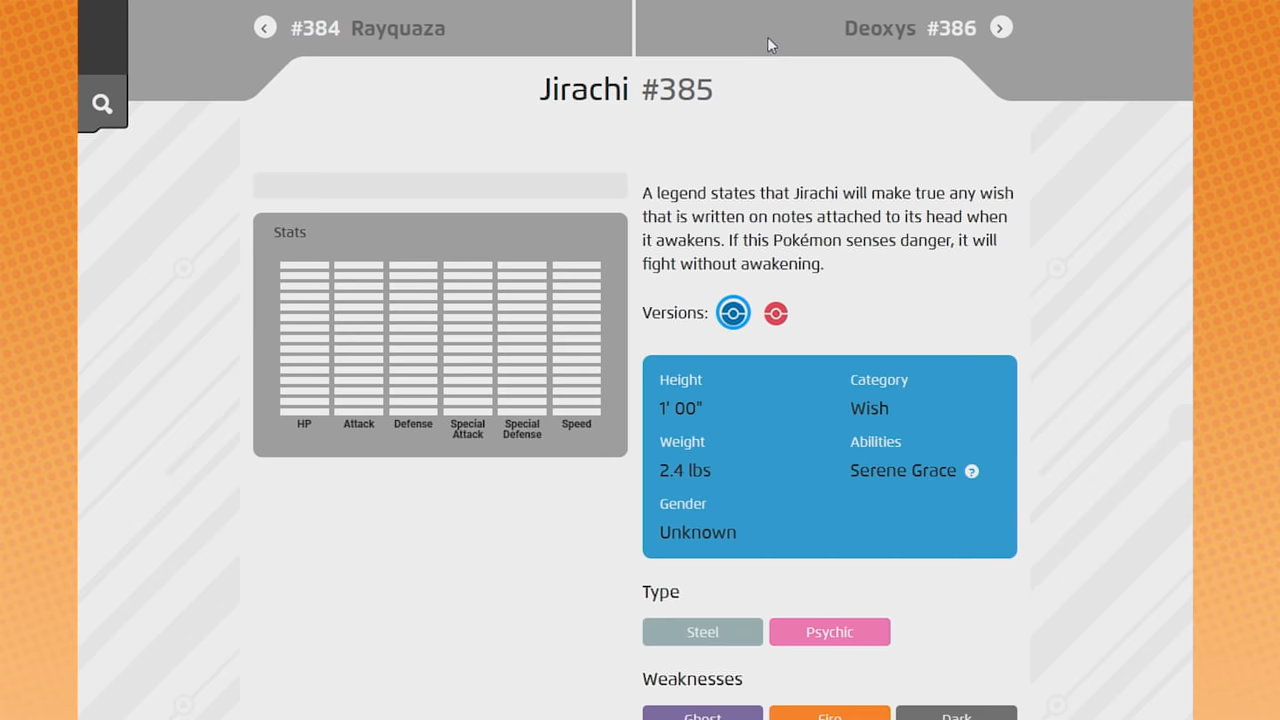 #384 Rayquaza
Deoxys #386
Jirachi #385
A legend states that Jirachi will make true any wish
that is written on notes attached to its head when
it awakens. If this Pokémon senses danger, it will
fight without awakening.
Versions:
Stats
HP
Attack
Defense
Special
Attack
Special
Defense
Speed
Height
1' 00"
Category
Wish
Weight
2.4 lbs
Abilities
Serene Grace ?
Gender
Unknown
Type
Steel
Psychic
Weaknesses
Ghost
Fire
Dark